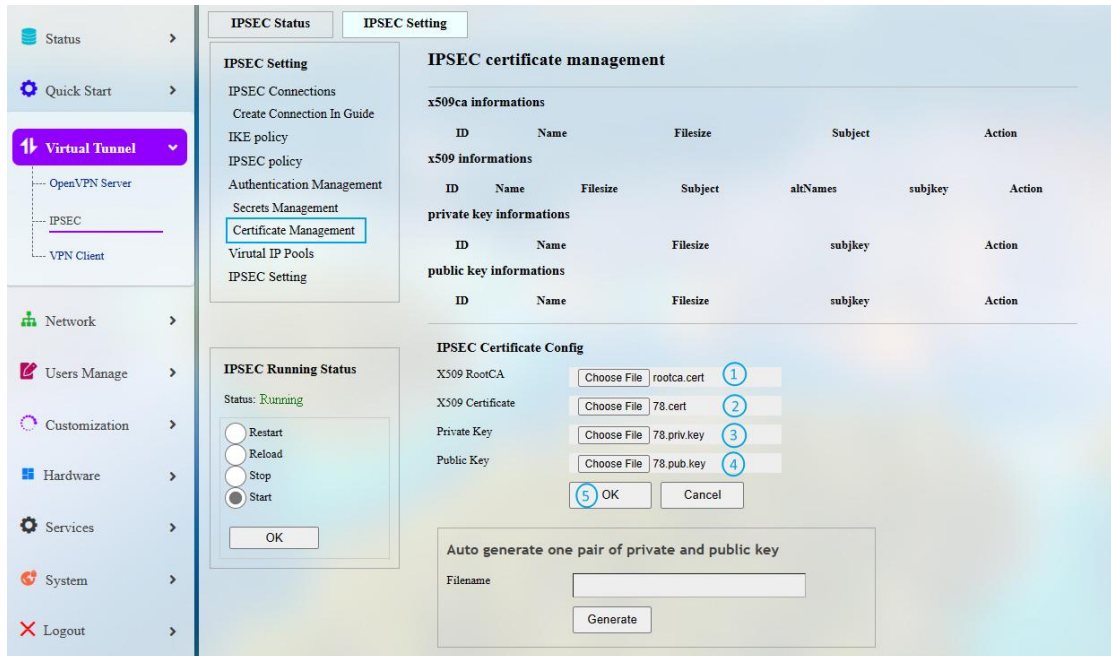 Status
Quick Start
Virtual Tunnel
OpenVPN Server
IPSEC
VPN Client
Network
Users Manage
Customization
Hardware
Services
System
Logout
IPSEC Status IPSEC Setting
IPSEC Setting
IPSEC Connections
Create Connection In Guide
IKE policy
IPSEC policy
Authentication Management
Secrets Management
Certificate Management
Virutal IP Pools
IPSEC Setting
IPSEC Running Status
Status: Running
Restart
Reload
Stop
Start
OK
IPSEC certificate management
x509ca informations
ID Name Filesize Subject Action
x509 informations
ID Name Filesize Subject altNames subjkey Action
private key informations
ID Name Filesize subjkey Action
public key informations
ID Name Filesize subjkey Action
IPSEC Certificate Config
X509 RootCA Choose File rootca.cert 1
X509 Certificate Choose File 78.cert 2
Private Key Choose File 78.priv.key 3
Public Key Choose File 78.pub.key 4
5 OK Cancel
Auto generate one pair of private and public key
Filename
Generate